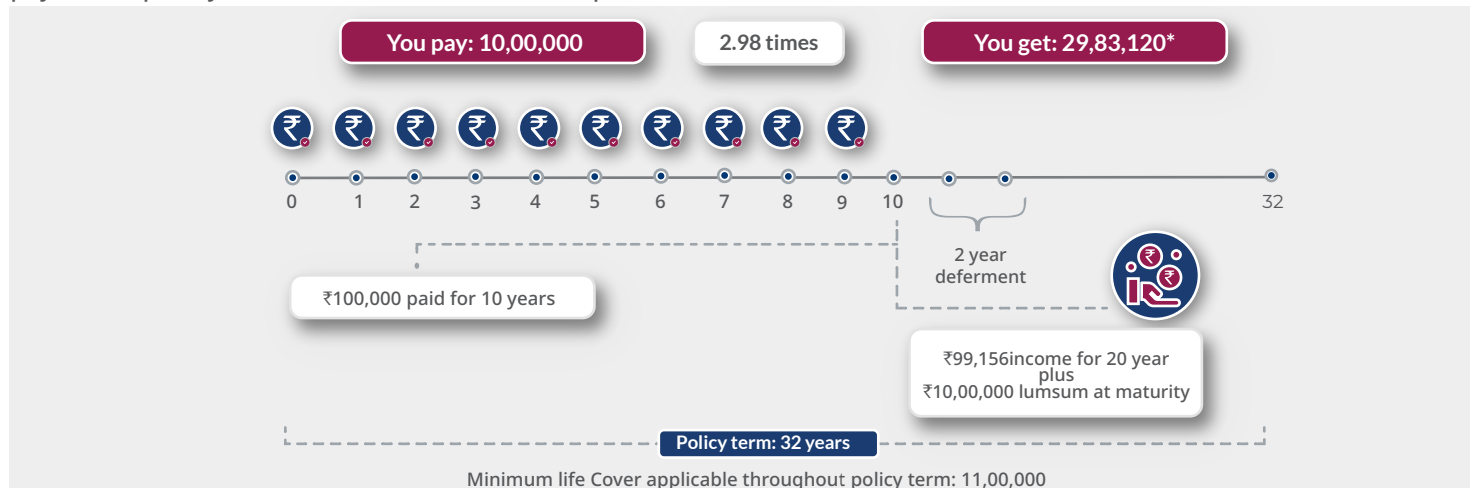 You pay: 10,00,000
2.98 times
You get: 29,83,120*
₹ ₹ ₹ ₹ ₹ ₹ ₹ ₹ ₹ ₹
0 1 2 3 4 5 6 7 8 9 10 32
2 year
deferment
₹ ₹
₹100,000 paid for 10 years
₹99,156income for 20 year
plus
₹10,00,000 lumsum at maturity
Policy term: 32 years
Minimum life Cover applicable throughout policy term: 11,00,000